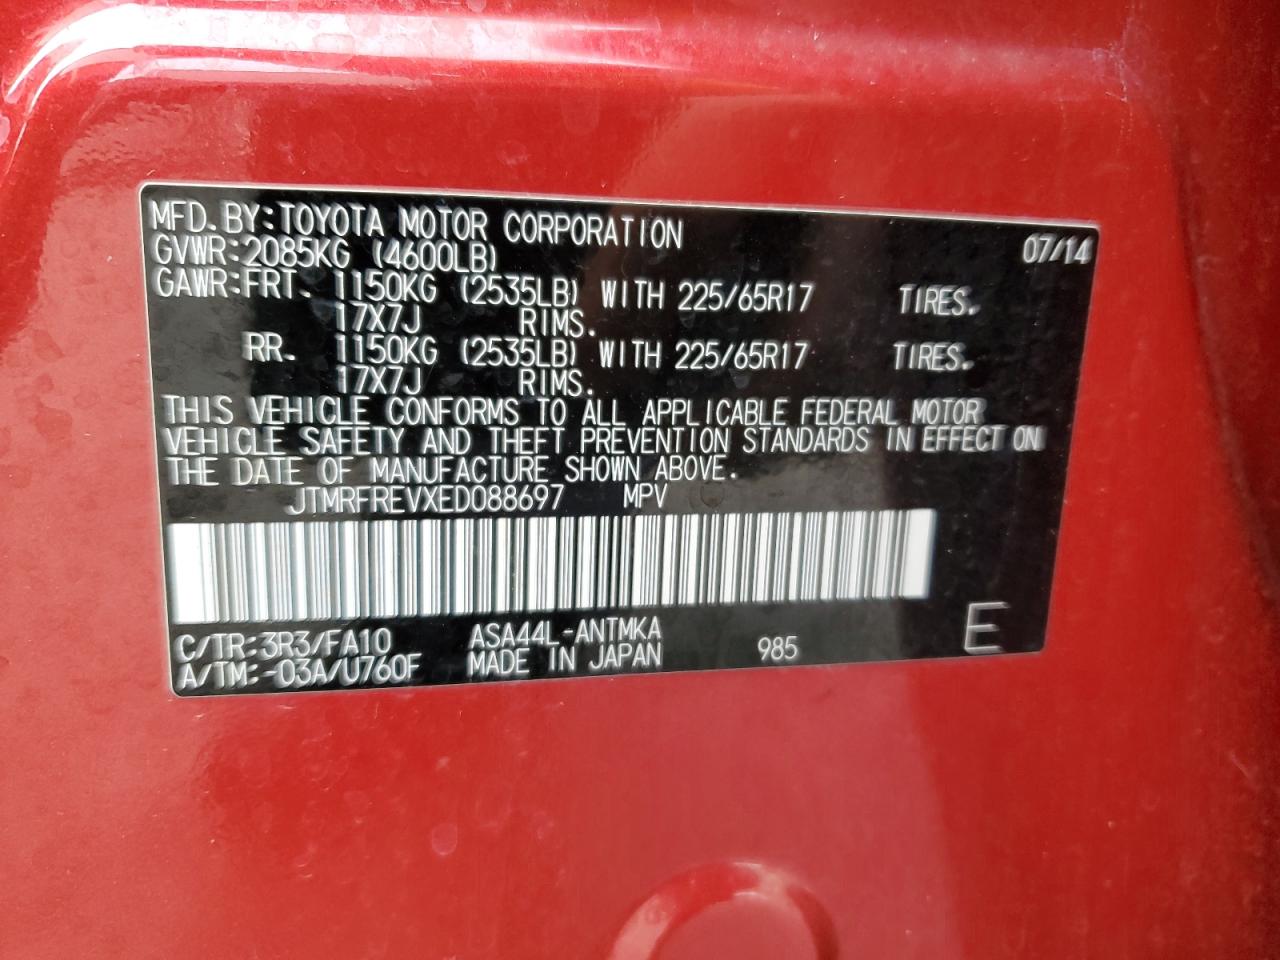 MFD.BY:TOYOTA MOTOR CORPORATION 07/14
GVWR:2085KG (4600LB)
GAWR:FRT. 1150KG (2535LB) WITH 225/65R17 TIRES.
17X7J RIMS.
RR. 1150KG (2535LB) WITH 225/65R17 TIRES.
17X7J RIMS.
THIS VEHICLE CONFORMS TO ALL APPLICABLE FEDERAL MOTOR
VEHICLE SAFETY AND THEFT PREVENTION STANDARDS IN EFFECT ON
THE DATE OF MANUFACTURE SHOWN ABOVE.
JTMRFREVXED088697 MPV
C/TR:3R3/FA10 ASA44L-ANTMKA 985 E
A/TM:-03A/U760F MADE IN JAPAN